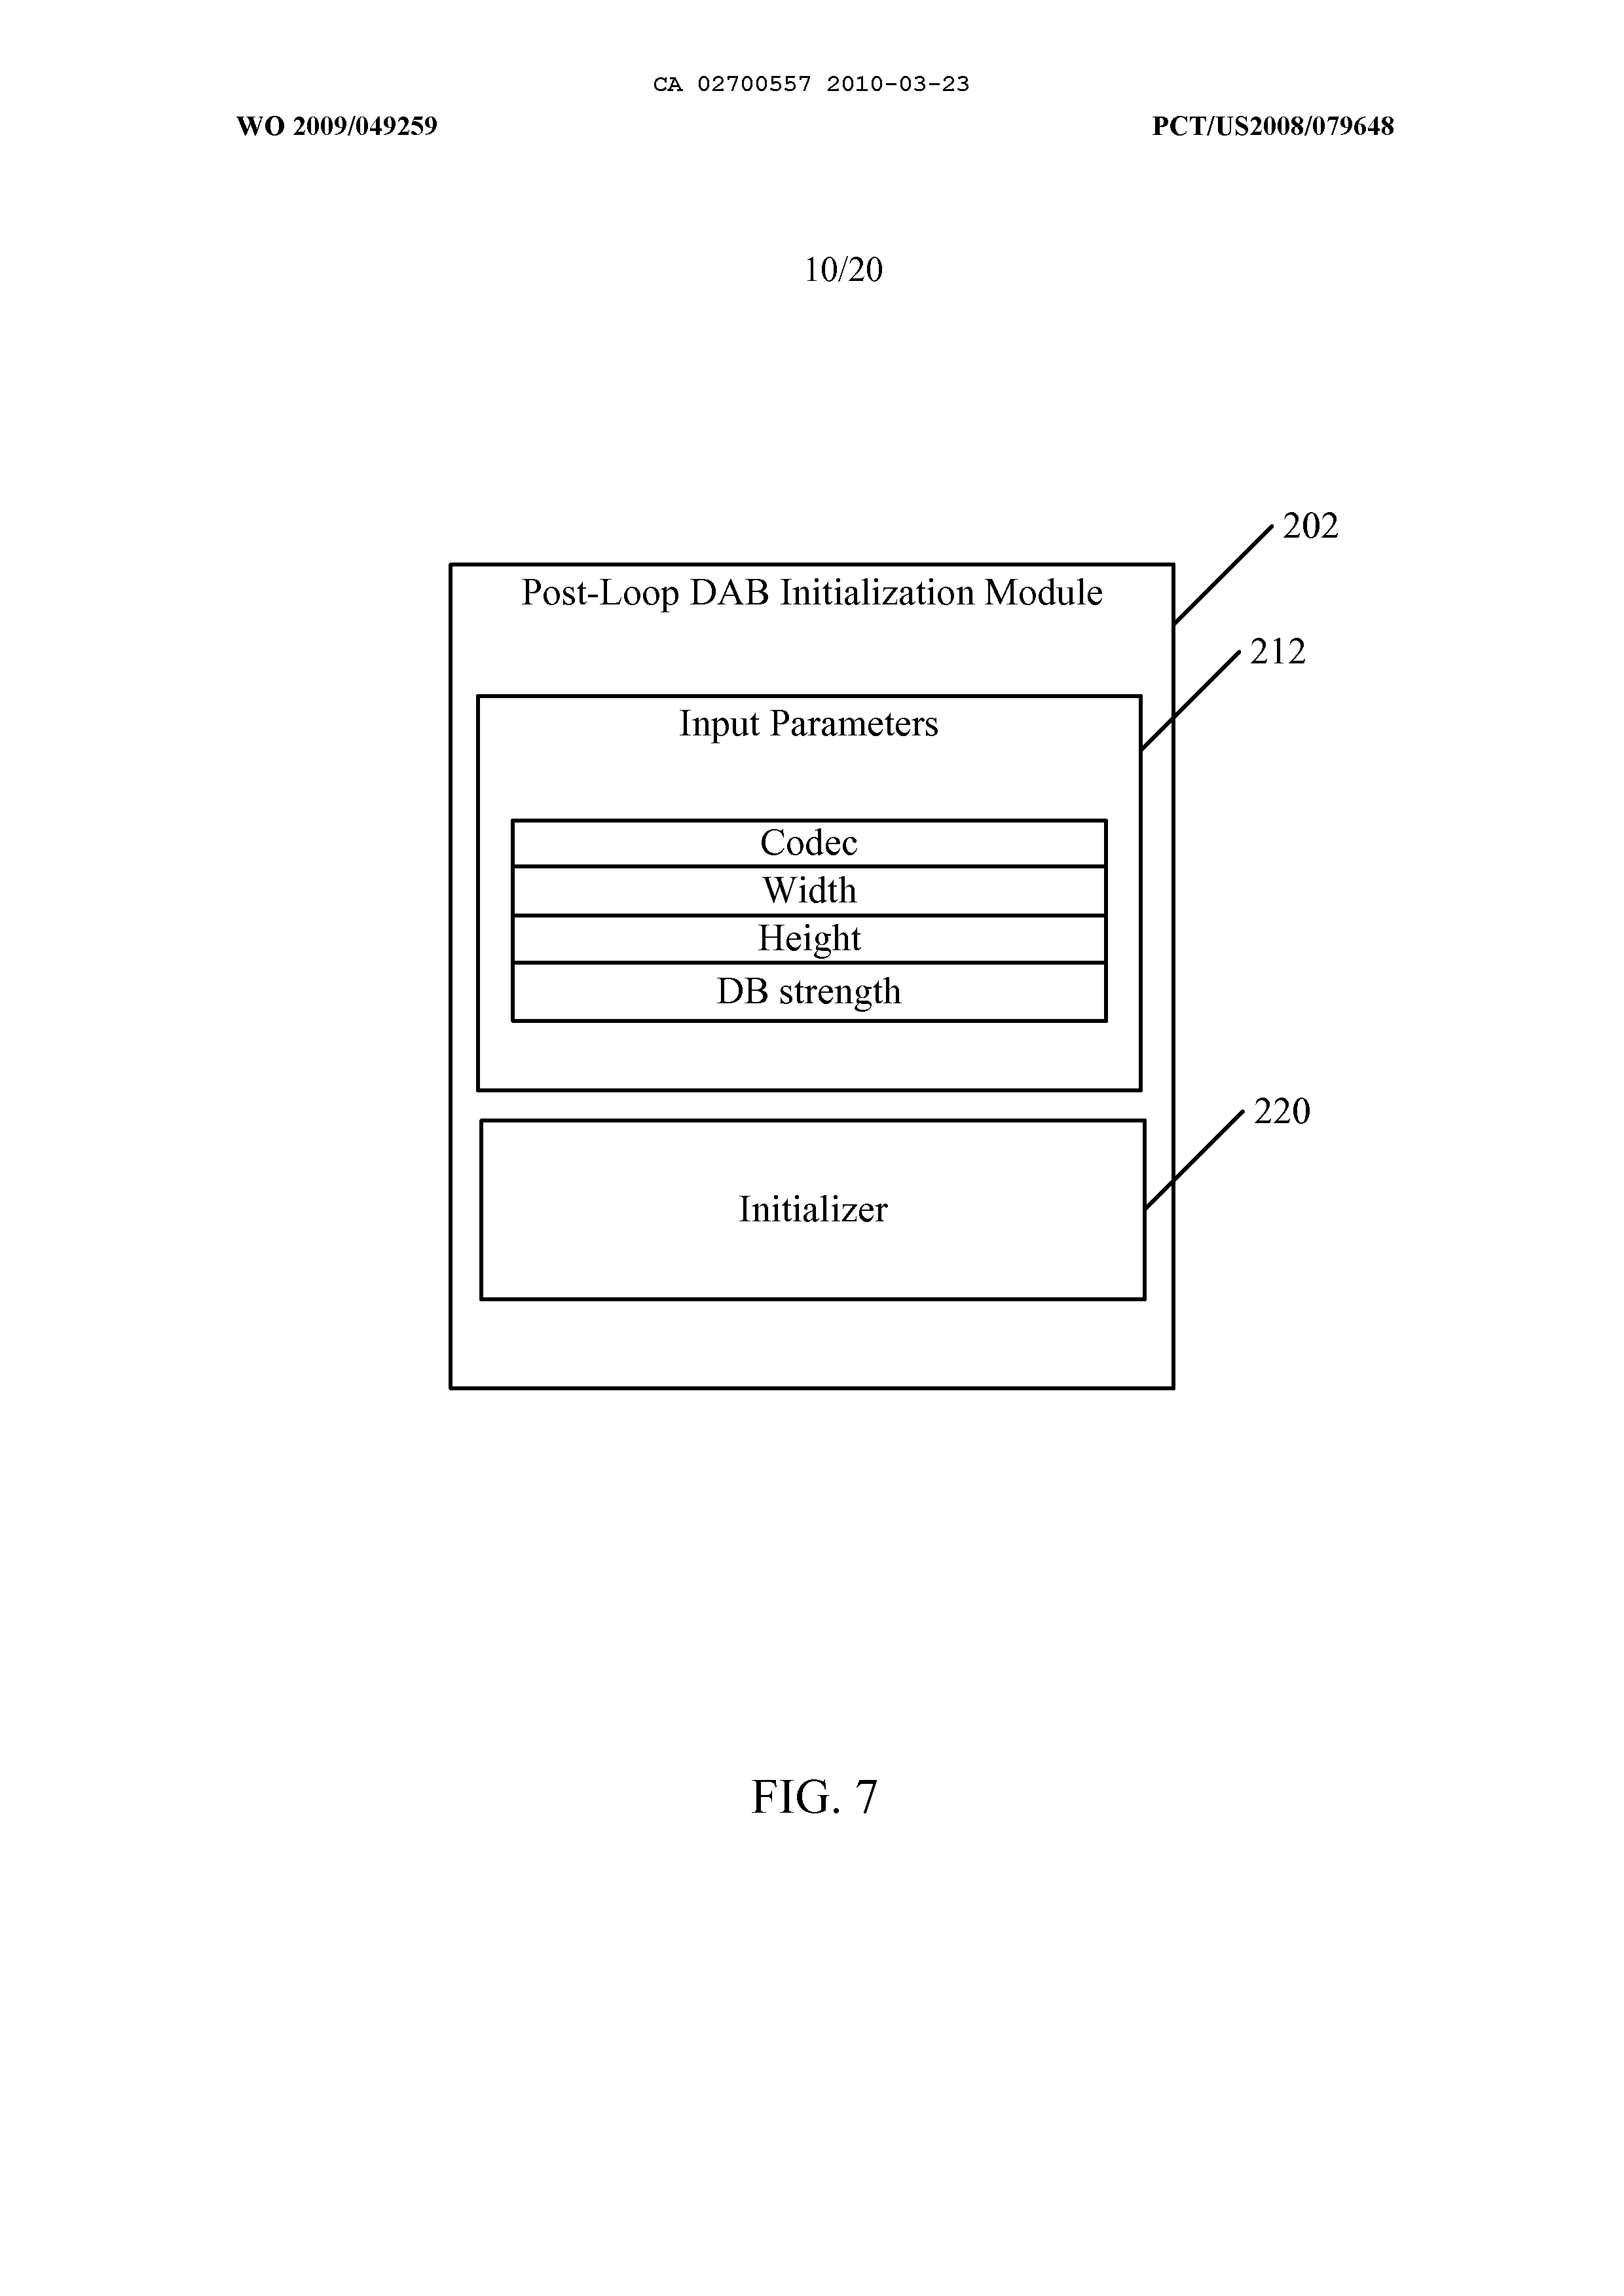 CA 02700557 2010-03-23
WO 2009/049259 PCT/US2008/079648
10/20
202
Post-Loop DAB Initialization Module
212
Input Parameters
Codec
Width
Height
DB strength
220
Initializer
FIG. 7